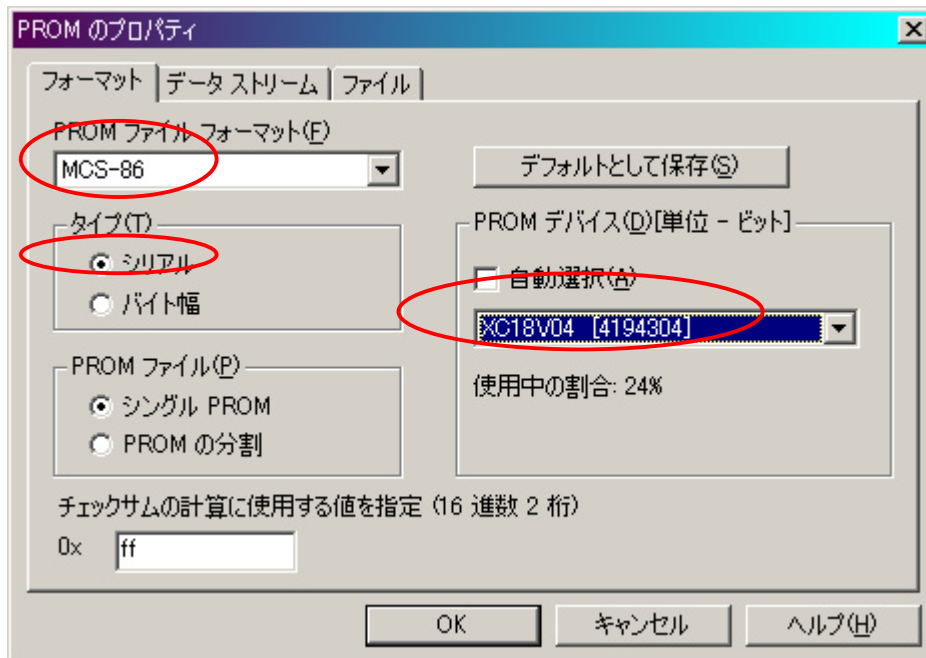 PROM のプロパティ
フォーマット データ ストリーム ファイル
PROM ファイル フォーマット(F)
MCS-86
デフォルトとして保存(S)
タイプ(T)
シリアル
バイト幅
PROM デバイス(D)[単位 - ビット]
自動選択(A)
XC18V04 [4194304]
使用中の割合: 24%
PROM ファイル(P)
シングル PROM
PROM の分割
チェックサムの計算に使用する値を指定 (16 進数 2 桁)
0x ff
OK キャンセル ヘルプ(H)